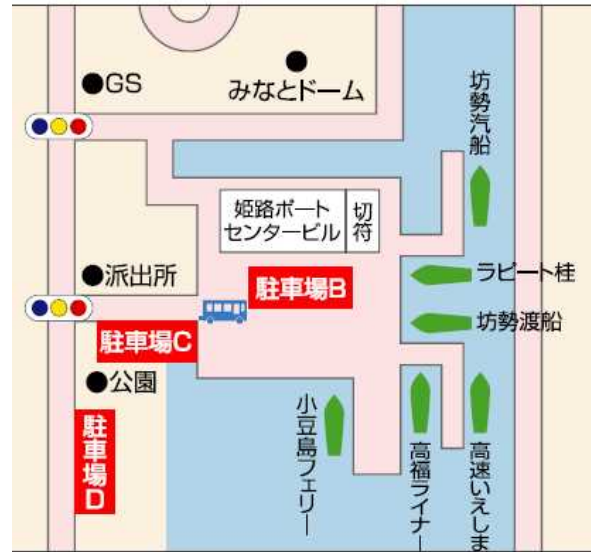 GS
みなとドーム
坊勢汽船
姫路ポート
センタービル
切符
派出所
駐車場B
ラピート桂
坊勢渡船
駐車場C
公園
駐車場D
小豆島フェリー
高福ライナー
高速いえしま